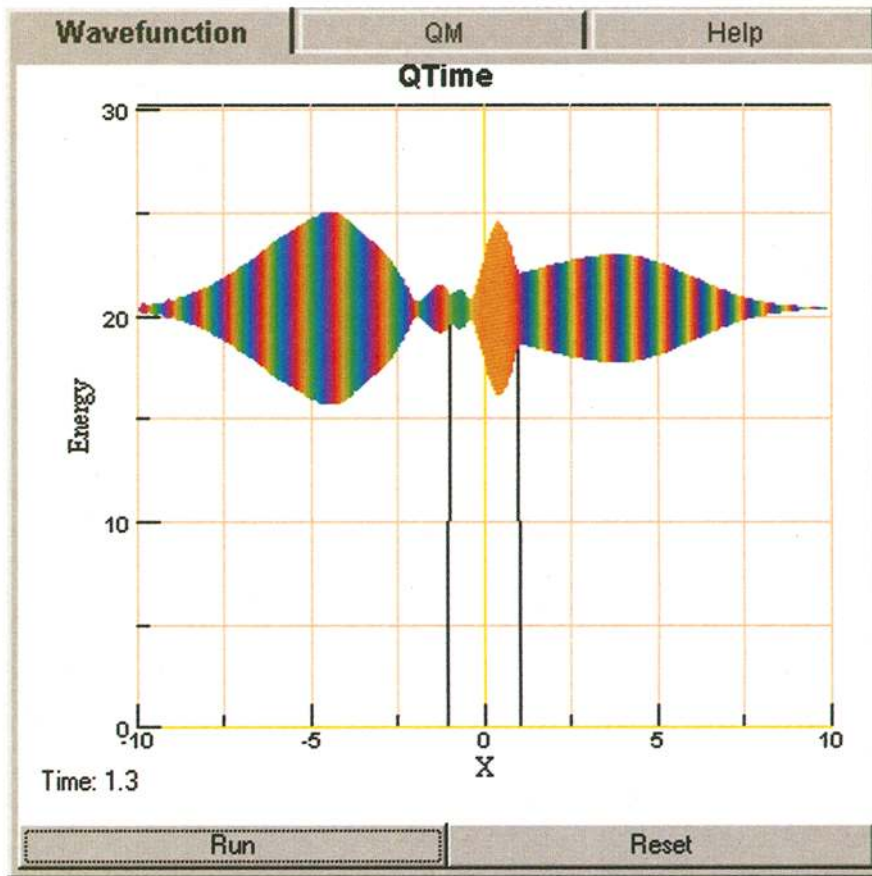 Wavefunction QM Help
QTime
30
20
10
0
Energy
-10 -5 0 5 10
X
Time: 1.3
Run Reset